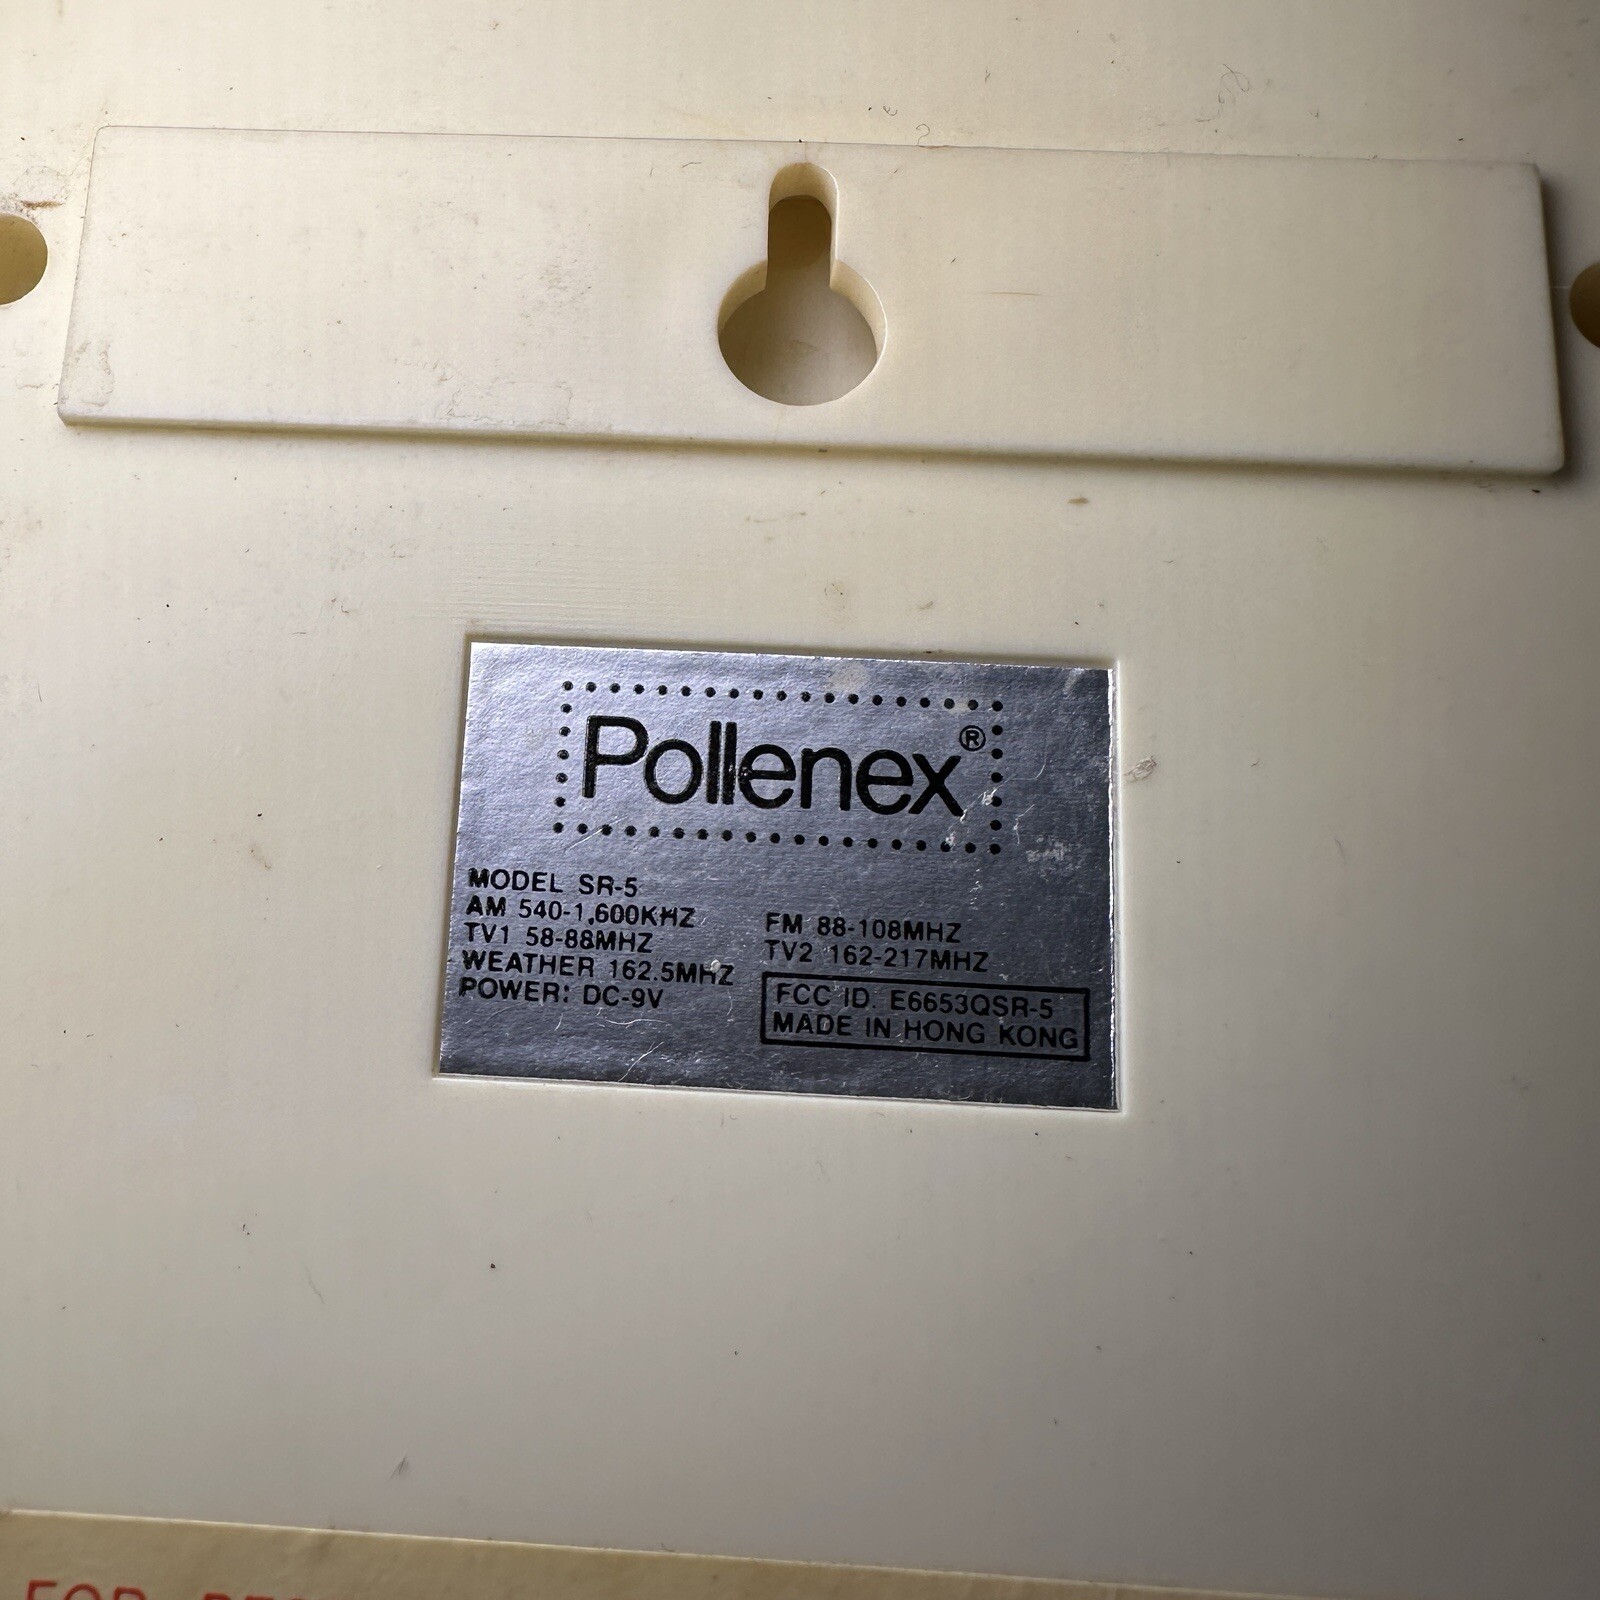 Pollenex®
MODEL SR-5
AM 540-1,600KHZ FM 88-108MHZ
TV1 58-88MHZ TV2 162-217MHZ
WEATHER 162.5MHZ
POWER: DC-9V
FCC ID. E6653QSR-5
MADE IN HONG KONG
FOR